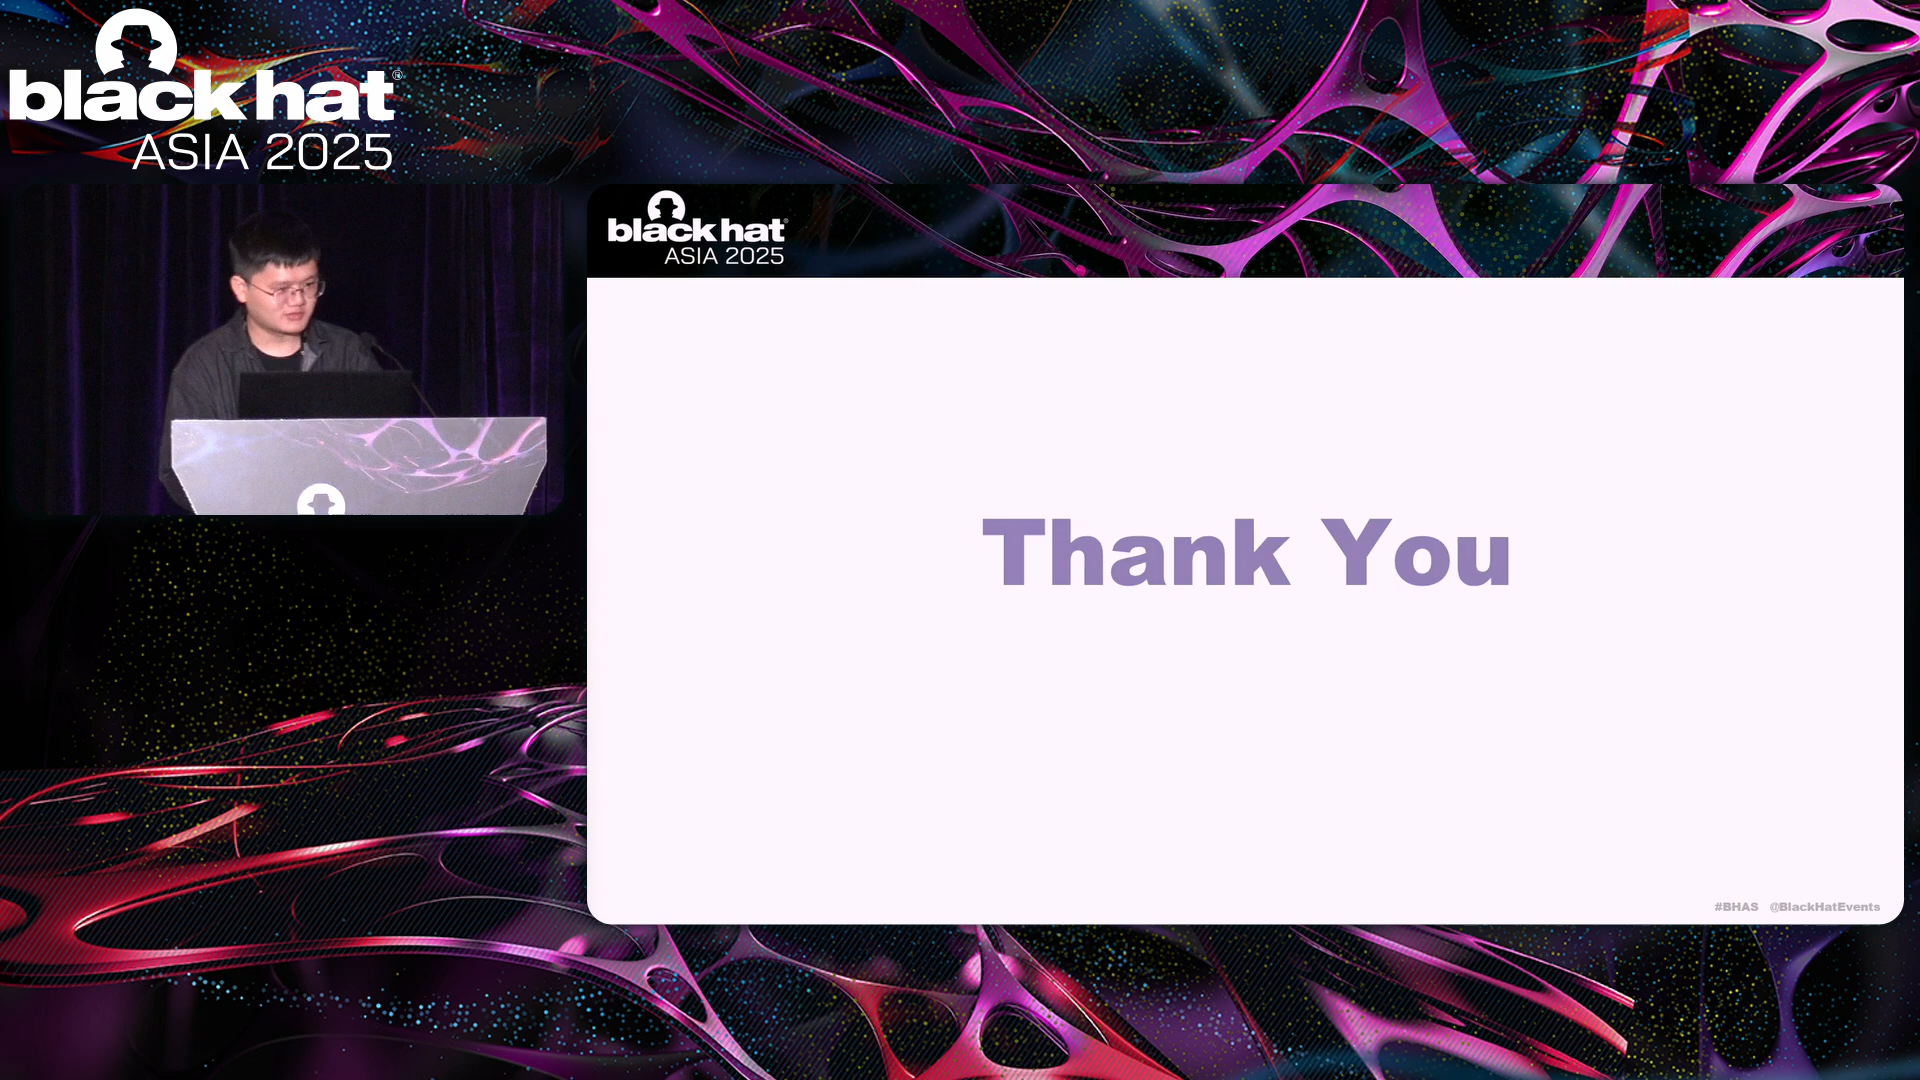 black hat®
ASIA 2025
black hat®
ASIA 2025
Thank You
#BHAS @BlackHatEvents